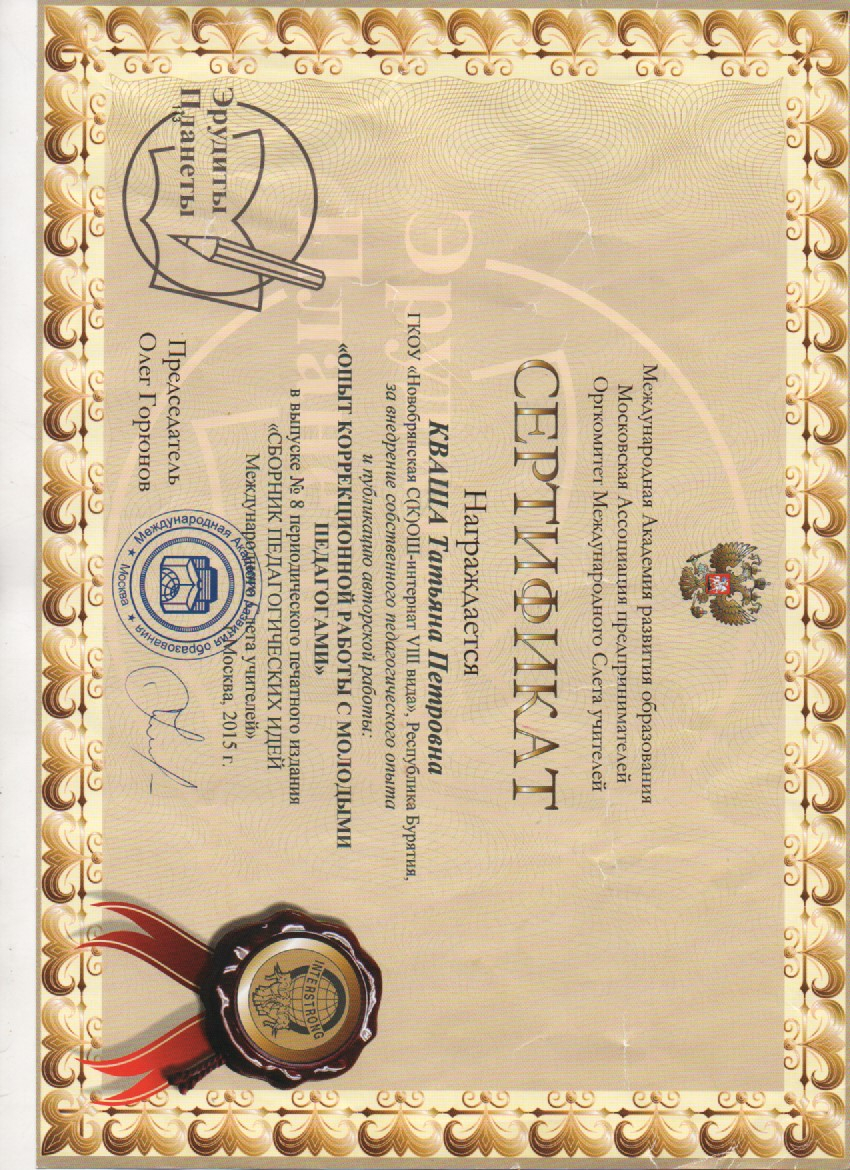 Международная Академия развития образования
Московская Ассоциация предпринимателей
Оргкомитет Международного Слета учителей
СЕРТИФИКАТ
Награждается
КВАША Татьяна Петровна
ГКОУ «Новобрянская С(К)ОШ-интернат VIII вида», Республика Бурятия,
за внедрение собственного педагогического опыта
и публикацию авторской работы:
«ОПЫТ КОРРЕКЦИОННОЙ РАБОТЫ С МОЛОДЫМИ
ПЕДАГОГАМИ»
в выпуске № 8 периодического печатного издания
«СБОРНИК ПЕДАГОГИЧЕСКИХ ИДЕЙ
Международного Слета учителей»
Москва, 2015 г.
Эрудиты
Планеты
Председатель
Олег Горюнов
Международная Академия развития образования
★ Москва ★
INTERSTRONG
Эру
Плане